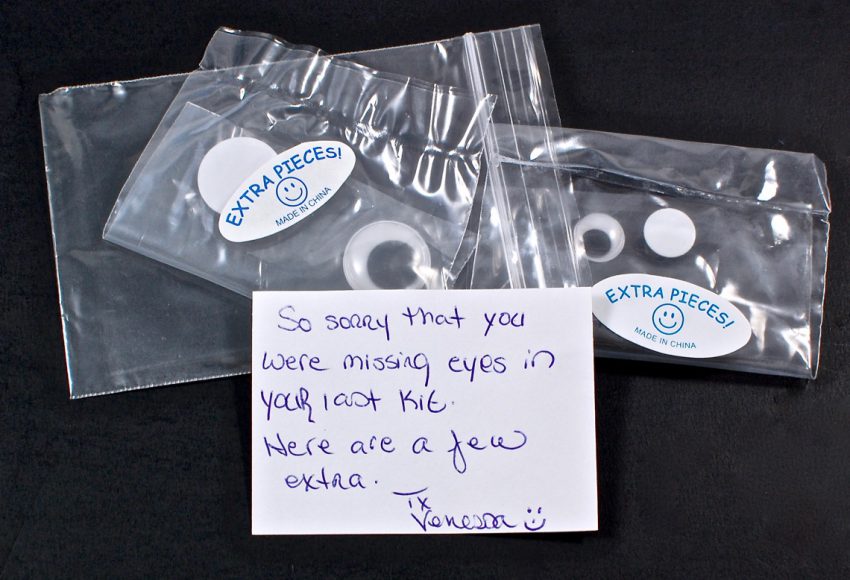 EXTRA PIECES!
MADE IN CHINA
EXTRA PIECES!
MADE IN CHINA
So sorry that you
were missing eyes in
your last kit.
Here are a few
extra.
Tx
Vanessa